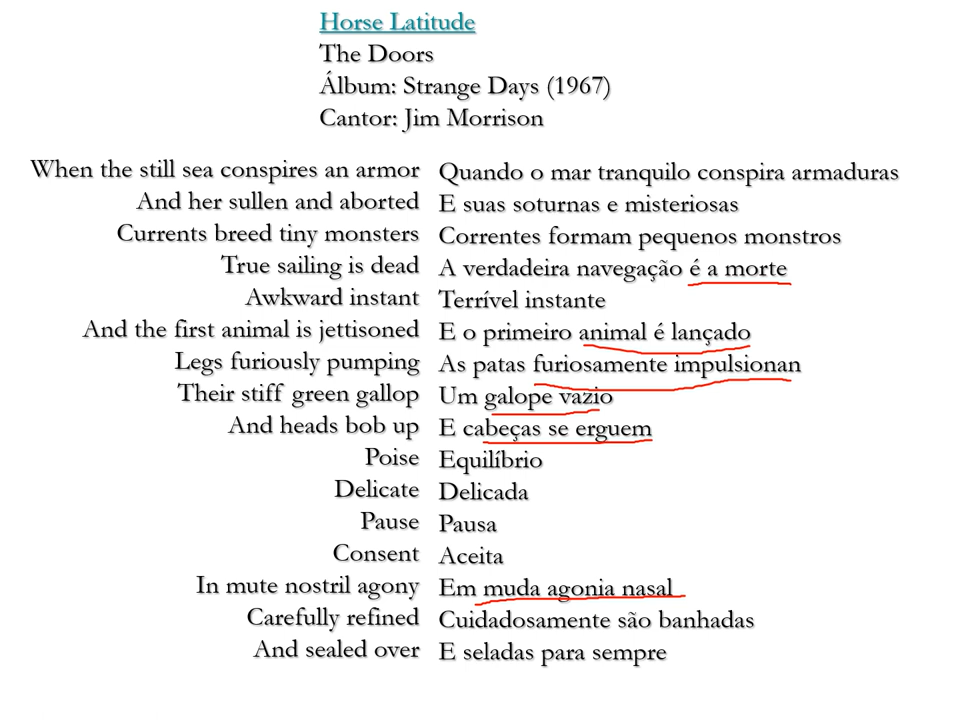 Horse Latitude
The Doors
Álbum: Strange Days (1967)
Cantor: Jim Morrison
When the still sea conspires an armor
And her sullen and aborted
Currents breed tiny monsters
True sailing is dead
Awkward instant
And the first animal is jettisoned
Legs furiously pumping
Their stiff green gallop
And heads bob up
Poise
Delicate
Pause
Consent
In mute nostril agony
Carefully refined
And sealed over
Quando o mar tranquilo conspira armaduras
E suas soturnas e misteriosas
Correntes formam pequenos monstros
A verdadeira navegação é a morte
Terrível instante
E o primeiro animal é lançado
As patas furiosamente impulsionan
Um galope vazio
E cabeças se erguem
Equilíbrio
Delicada
Pausa
Aceita
Em muda agonia nasal
Cuidadosamente são banhadas
E seladas para sempre